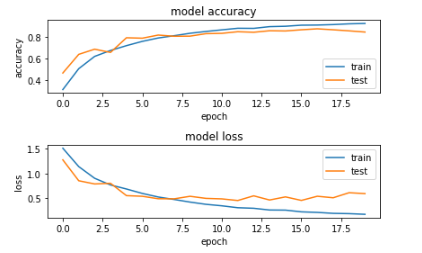 model accuracy
0.8
0.6
0.4
accuracy
train
test
0.0 2.5 5.0 7.5 10.0 12.5 15.0 17.5
epoch
model loss
1.5
1.0
0.5
loss
train
test
0.0 2.5 5.0 7.5 10.0 12.5 15.0 17.5
epoch